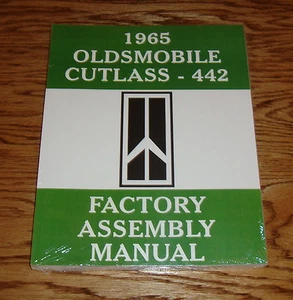 1965
OLDSMOBILE
CUTLASS - 442
FACTORY
ASSEMBLY
MANUAL